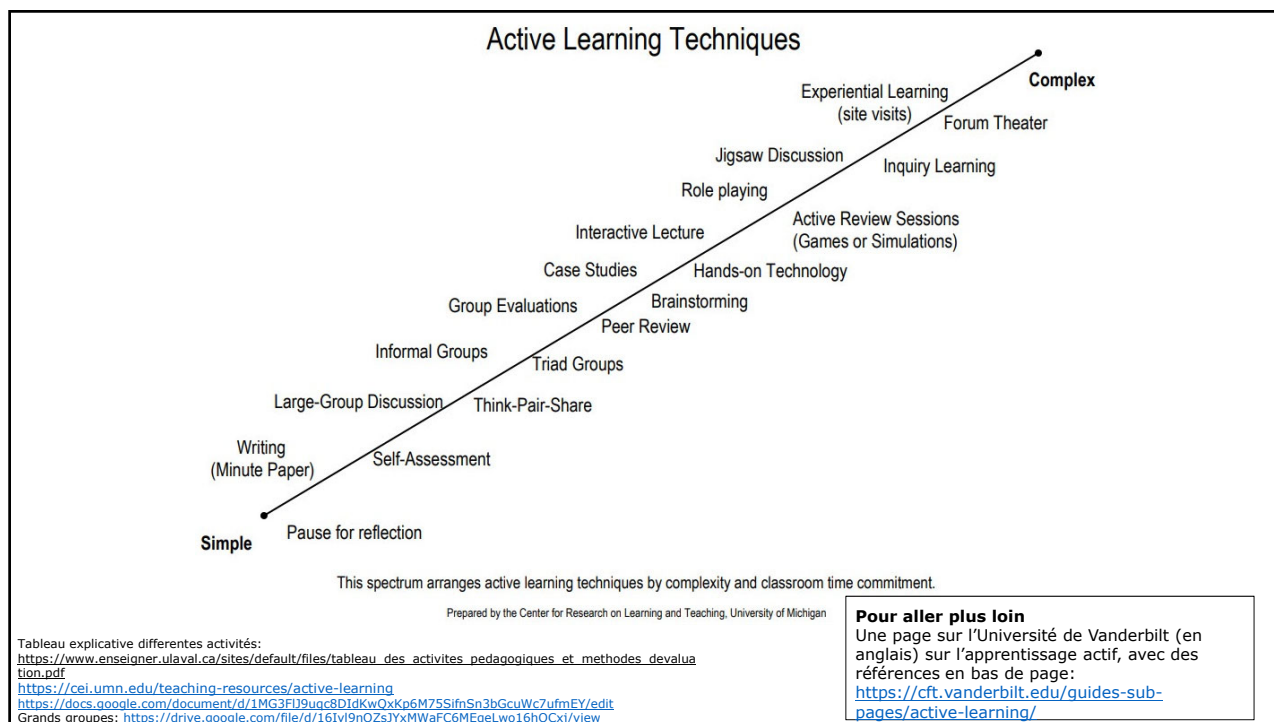 Active Learning Techniques
Complex
Experiential Learning
(site visits)
Forum Theater
Jigsaw Discussion
Inquiry Learning
Role playing
Active Review Sessions
(Games or Simulations)
Interactive Lecture
Case Studies
Hands-on Technology
Group Evaluations
Brainstorming
Peer Review
Informal Groups
Triad Groups
Large-Group Discussion
Think-Pair-Share
Writing
(Minute Paper)
Self-Assessment
Simple
Pause for reflection
This spectrum arranges active learning techniques by complexity and classroom time commitment.
Prepared by the Center for Research on Learning and Teaching, University of Michigan
Tableau explicative differentes activités:
https://www.enseigner.ulaval.ca/sites/default/files/tableau_des_activites_pedagogiques_et_methodes_devalua
tion.pdf
https://cei.umn.edu/teaching-resources/active-learning
https://docs.google.com/document/d/1MG3FlJ9uqc8DIdKwQxKp6M75SifnSn3bGcuWc7ufmEY/edit
Grands groupes: https://drive.google.com/file/d/16Iyl9nQZsJYxMWaFC6MEgeLwo16hQCxj/view
Pour aller plus loin
Une page sur l’Université de Vanderbilt (en
anglais) sur l’apprentissage actif, avec des
références en bas de page:
https://cft.vanderbilt.edu/guides-sub-
pages/active-learning/